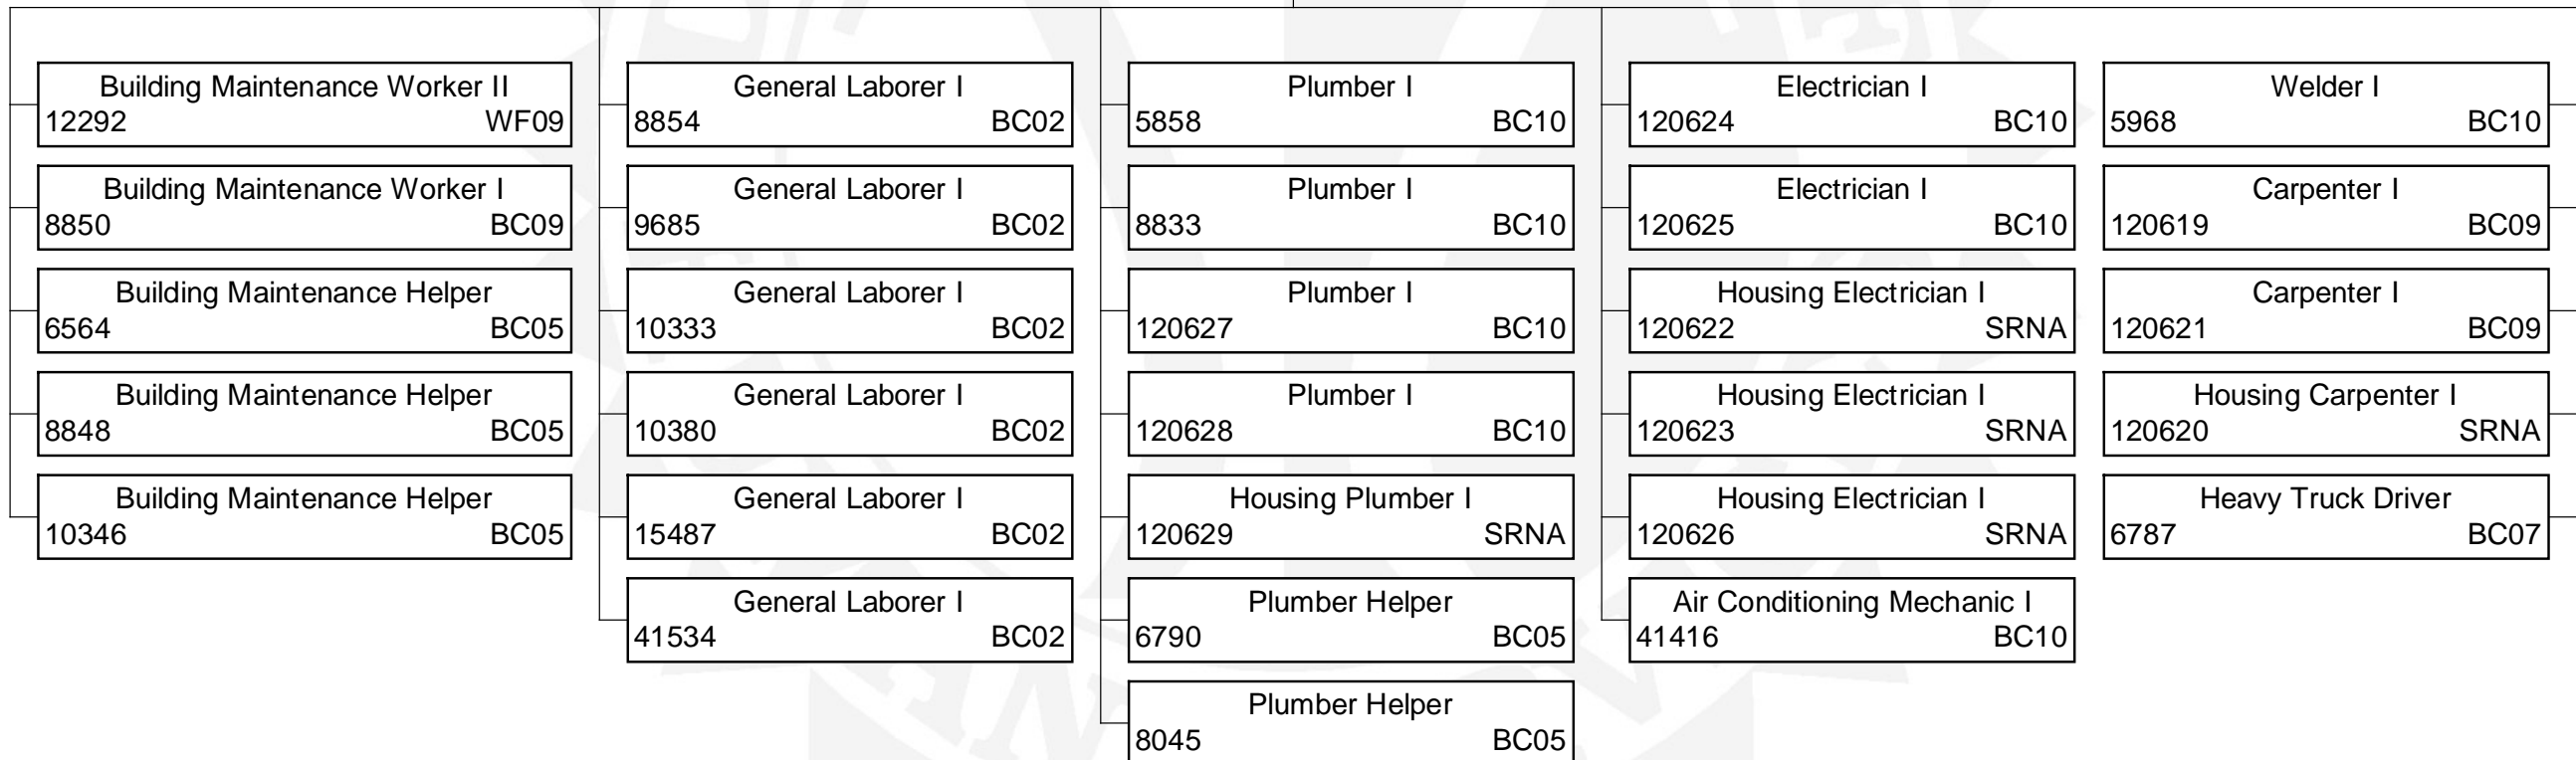 Building Maintenance Worker II
12292 WF09
Building Maintenance Worker I
8850 BC09
Building Maintenance Helper
6564 BC05
Building Maintenance Helper
8848 BC05
Building Maintenance Helper
10346 BC05
General Laborer I
8854 BC02
General Laborer I
9685 BC02
General Laborer I
10333 BC02
General Laborer I
10380 BC02
General Laborer I
15487 BC02
General Laborer I
41534 BC02
Plumber I
5858 BC10
Plumber I
8833 BC10
Plumber I
120627 BC10
Plumber I
120628 BC10
Housing Plumber I
120629 SRNA
Plumber Helper
6790 BC05
Plumber Helper
8045 BC05
Electrician I
120624 BC10
Electrician I
120625 BC10
Housing Electrician I
120622 SRNA
Housing Electrician I
120623 SRNA
Housing Electrician I
120626 SRNA
Air Conditioning Mechanic I
41416 BC10
Welder I
5968 BC10
Carpenter I
120619 BC09
Carpenter I
120621 BC09
Housing Carpenter I
120620 SRNA
Heavy Truck Driver
6787 BC07